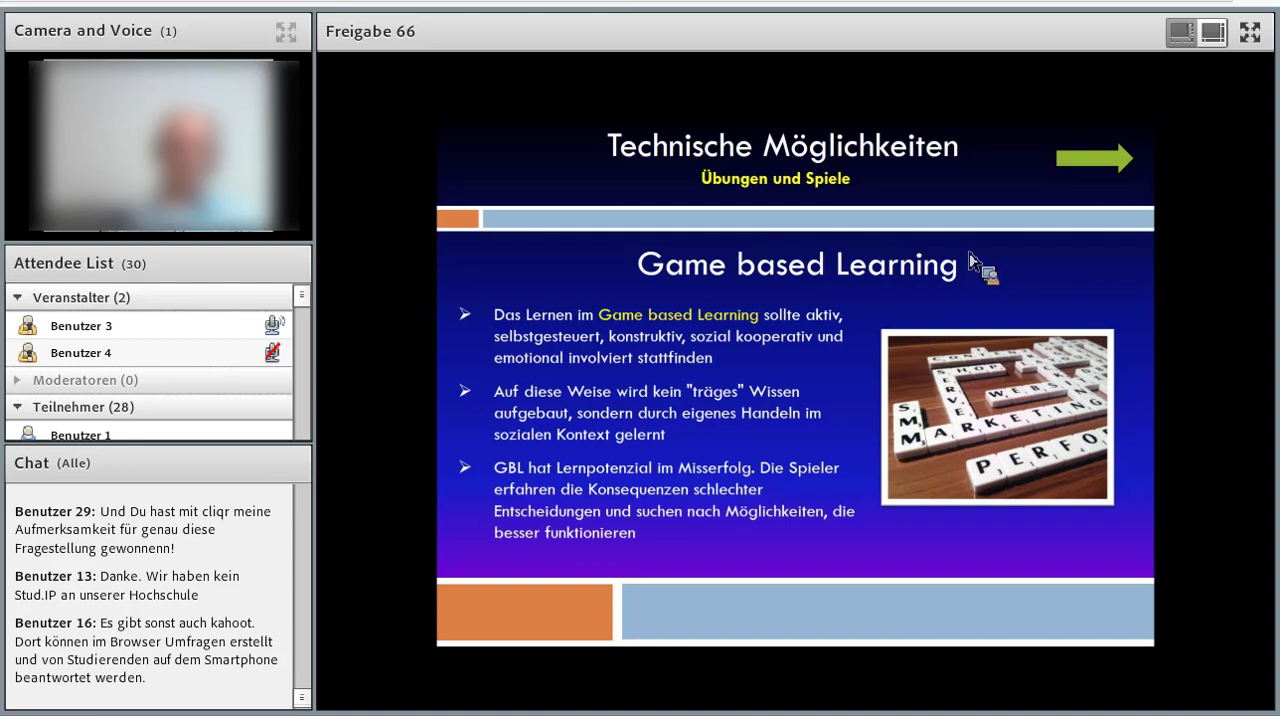 Camera and Voice (1)
Freigabe 66
Attendee List (30)
Veranstalter (2)
Benutzer 3
Benutzer 4
Moderatoren (0)
Teilnehmer (28)
Benutzer 1
Chat (Alle)
Benutzer 29: Und Du hast mit cliqr meine
Aufmerksamkeit für genau diese
Fragestellung gewonnenn!
Benutzer 13: Danke. Wir haben kein
Stud.IP an unserer Hochschule
Benutzer 16: Es gibt sonst auch kahoot.
Dort können im Browser Umfragen erstellt
und von Studierenden auf dem Smartphone
beantwortet werden.
Technische Möglichkeiten
Übungen und Spiele
Game based Learning
Das Lernen im Game based Learning sollte aktiv,
selbstgesteuert, konstruktiv, sozial kooperativ und
emotional involviert stattfinden
Auf diese Weise wird kein "träges" Wissen
aufgebaut, sondern durch eigenes Handeln im
sozialen Kontext gelernt
GBL hat Lernpotenzial im Misserfolg. Die Spieler
erfahren die Konsequenzen schlechter
Entscheidungen und suchen nach Möglichkeiten, die
besser funktionieren
SHOP
SERVER
SMM
MARKETING
PERFO